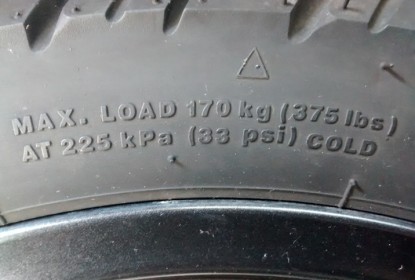 MAX. LOAD 170 kg (375 lbs)
AT 225 kPa (33 psi) COLD